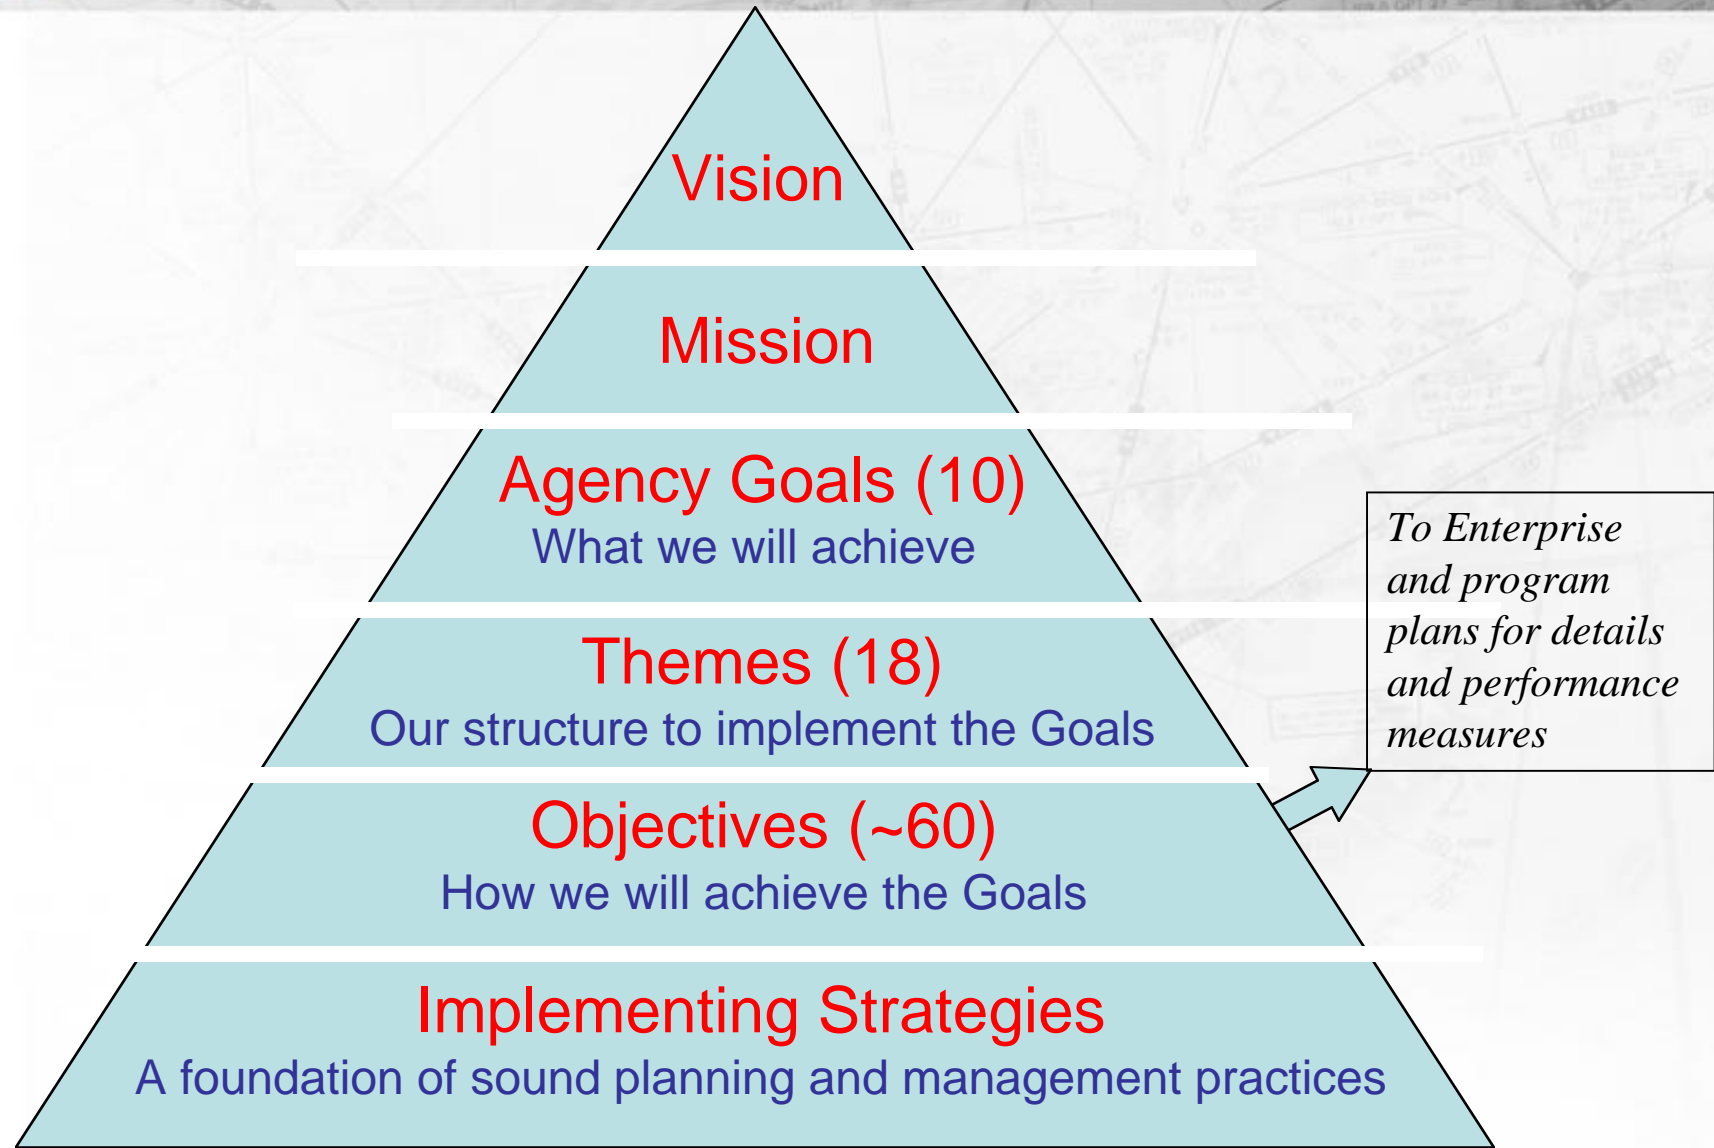 Vision
Mission
Agency Goals (10)
What we will achieve
Themes (18)
Our structure to implement the Goals
Objectives (~60)
How we will achieve the Goals
Implementing Strategies
A foundation of sound planning and management practices
To Enterprise
and program
plans for details
and performance
measures